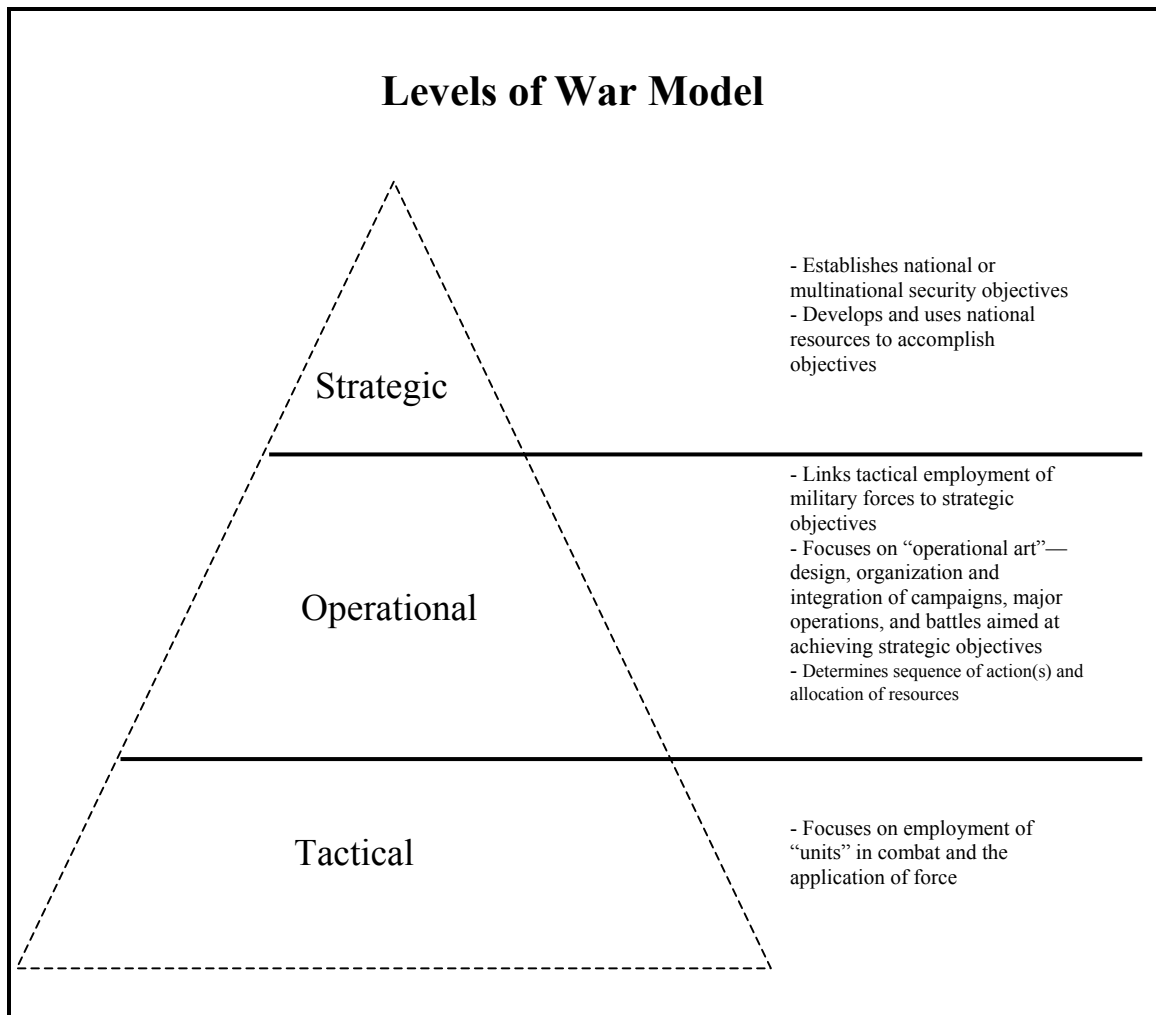 Levels of War Model
Strategic
- Establishes national or
multinational security objectives
- Develops and uses national
resources to accomplish
objectives
Operational
- Links tactical employment of
military forces to strategic
objectives
- Focuses on “operational art”—
design, organization and
integration of campaigns, major
operations, and battles aimed at
achieving strategic objectives
- Determines sequence of action(s) and
allocation of resources
Tactical
- Focuses on employment of
“units” in combat and the
application of force